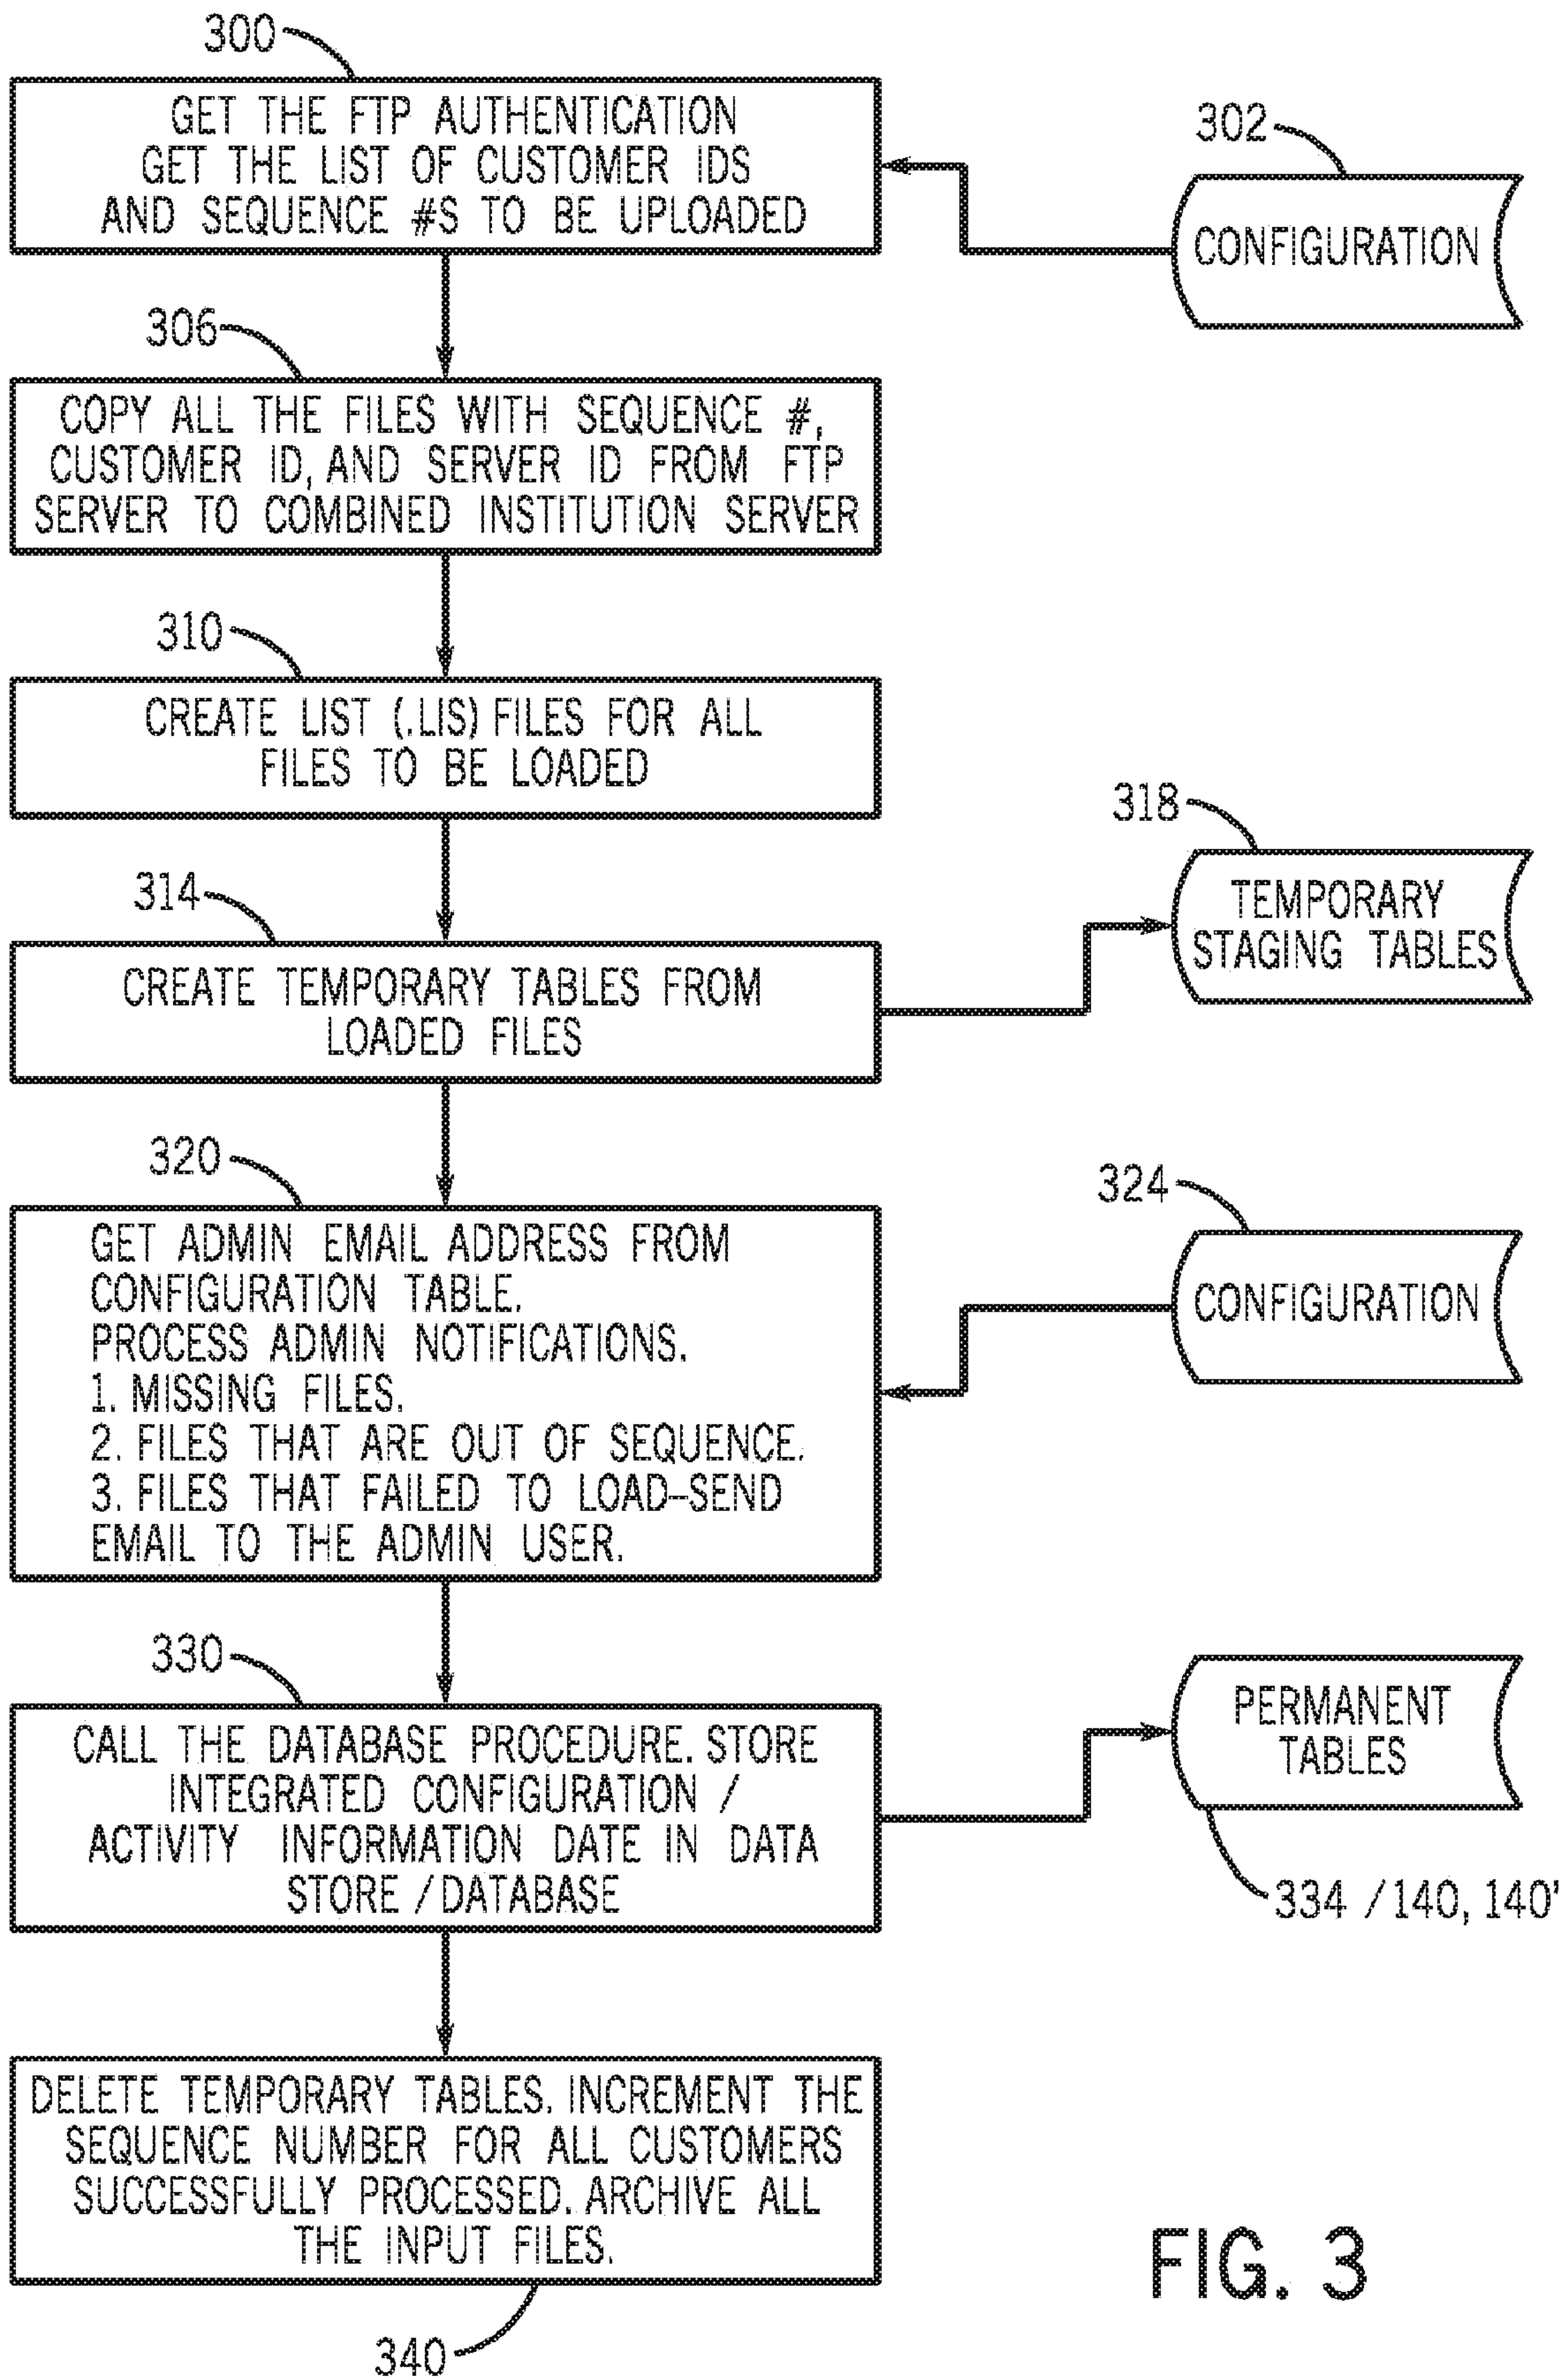 300
GET THE FTP AUTHENTICATION
GET THE LIST OF CUSTOMER IDS
AND SEQUENCE #S TO BE UPLOADED
302
CONFIGURATION
306
COPY ALL THE FILES WITH SEQUENCE #,
CUSTOMER ID, AND SERVER ID FROM FTP
SERVER TO COMBINED INSTITUTION SERVER
310
CREATE LIST (.LIS) FILES FOR ALL
FILES TO BE LOADED
314
CREATE TEMPORARY TABLES FROM
LOADED FILES
318
TEMPORARY
STAGING TABLES
320
GET ADMIN EMAIL ADDRESS FROM
CONFIGURATION TABLE.
PROCESS ADMIN NOTIFICATIONS.
1. MISSING FILES.
2. FILES THAT ARE OUT OF SEQUENCE.
3. FILES THAT FAILED TO LOAD–SEND
EMAIL TO THE ADMIN USER.
324
CONFIGURATION
330
CALL THE DATABASE PROCEDURE. STORE
INTEGRATED CONFIGURATION /
ACTIVITY INFORMATION DATE IN DATA
STORE / DATABASE
PERMANENT
TABLES
334 / 140, 140'
DELETE TEMPORARY TABLES. INCREMENT THE
SEQUENCE NUMBER FOR ALL CUSTOMERS
SUCCESSFULLY PROCESSED. ARCHIVE ALL
THE INPUT FILES.
340
FIG. 3